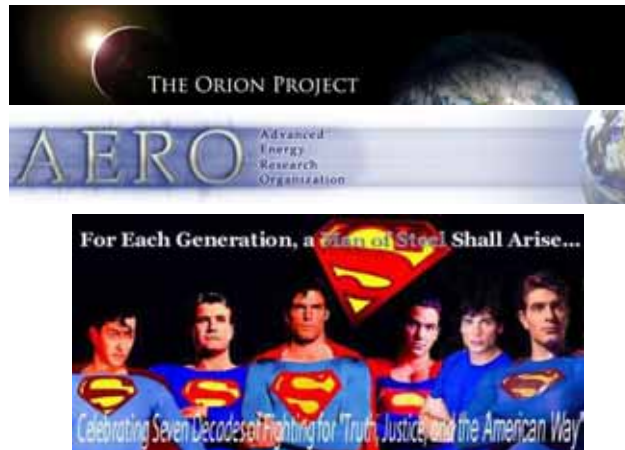 THE ORION PROJECT
AERO
Advanced
Energy
Research
Organization
For Each Generation, a Man of Steel Shall Arise...
Celebrating Seven Decades of Fighting for "Truth, Justice, and the American Way"